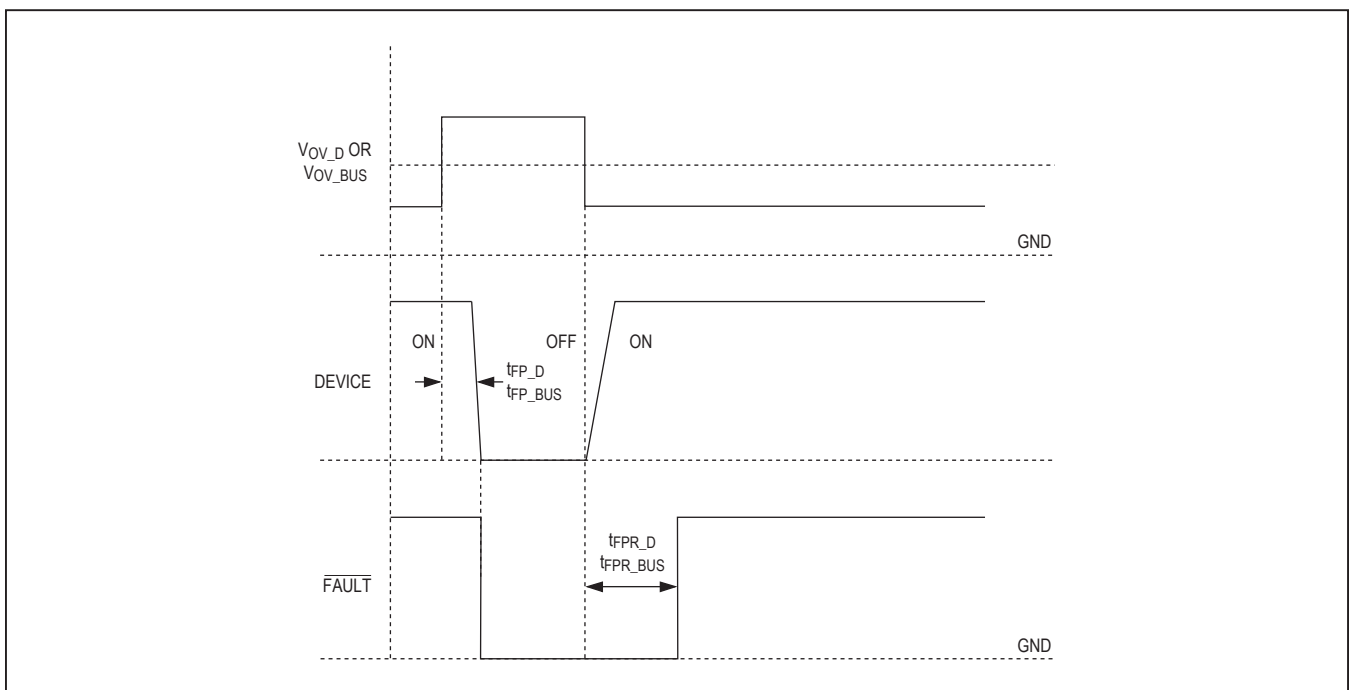 VOV_D OR
VOV_BUS
GND
ON
OFF
ON
DEVICE
tFP_D
tFP_BUS
tFPR_D
tFPR_BUS
FAULT
GND